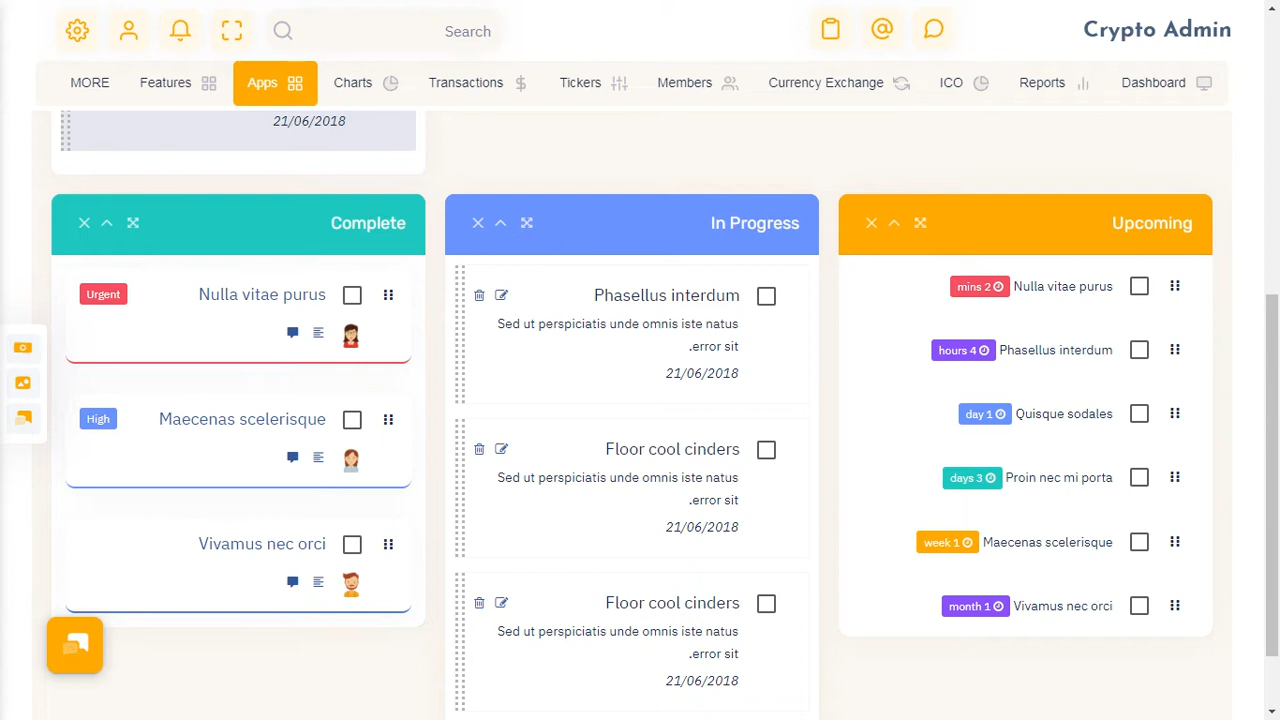 Search
Crypto Admin
MORE
Features
Apps
Charts
Transactions
Tickers
Members
Currency Exchange
ICO
Reports
Dashboard
21/06/2018
Complete
Urgent
Nulla vitae purus
High
Maecenas scelerisque
Vivamus nec orci
In Progress
Phasellus interdum
Sed ut perspiciatis unde omnis iste natus
.error sit
21/06/2018
Floor cool cinders
Sed ut perspiciatis unde omnis iste natus
.error sit
21/06/2018
Floor cool cinders
Sed ut perspiciatis unde omnis iste natus
.error sit
21/06/2018
Upcoming
mins 2 Nulla vitae purus
hours 4 Phasellus interdum
day 1 Quisque sodales
days 3 Proin nec mi porta
week 1 Maecenas scelerisque
month 1 Vivamus nec orci